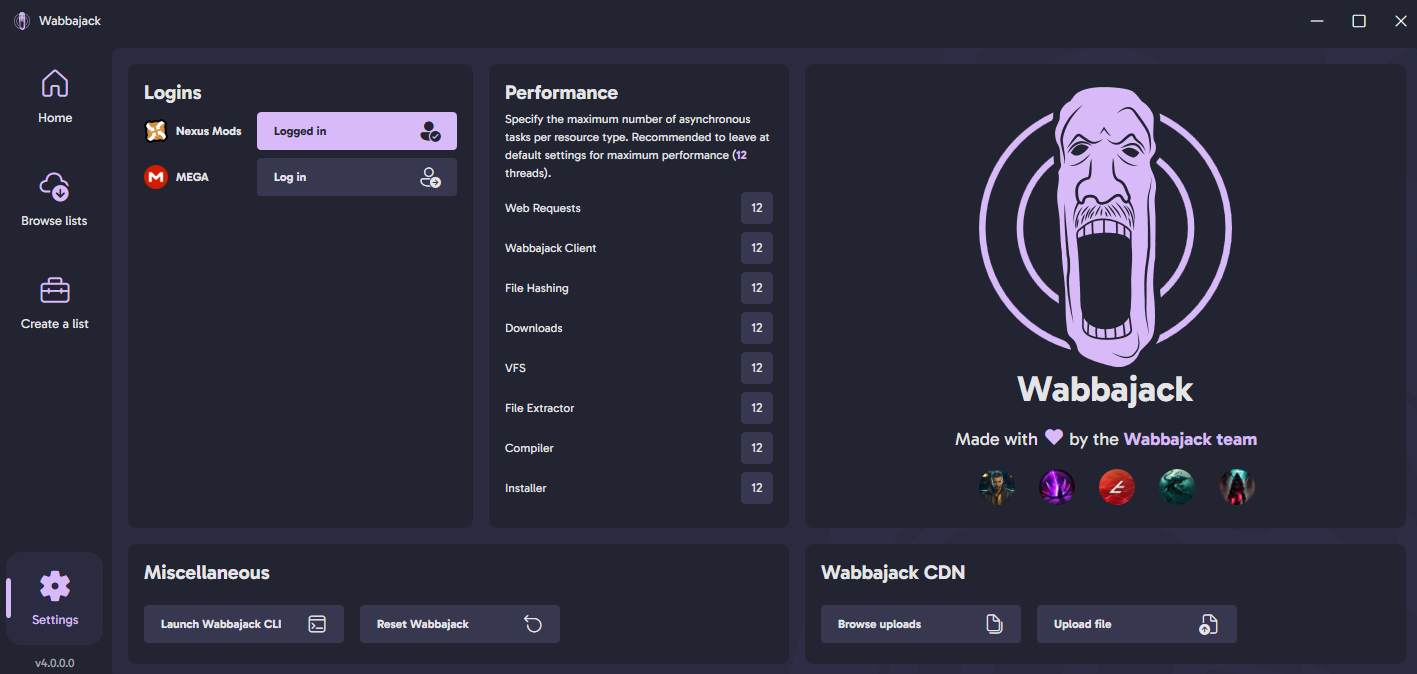 Wabbajack
Home
Browse lists
Create a list
Settings
v4.0.0.0
Logins
Nexus Mods
Logged in
MEGA
Log in
Performance
Specify the maximum number of asynchronous
tasks per resource type. Recommended to leave at
default settings for maximum performance (12
threads).
Web Requests 12
Wabbajack Client 12
File Hashing 12
Downloads 12
VFS 12
File Extractor 12
Compiler 12
Installer 12
Wabbajack
Made with ♥ by the Wabbajack team
Miscellaneous
Launch Wabbajack CLI
Reset Wabbajack
Wabbajack CDN
Browse uploads
Upload file